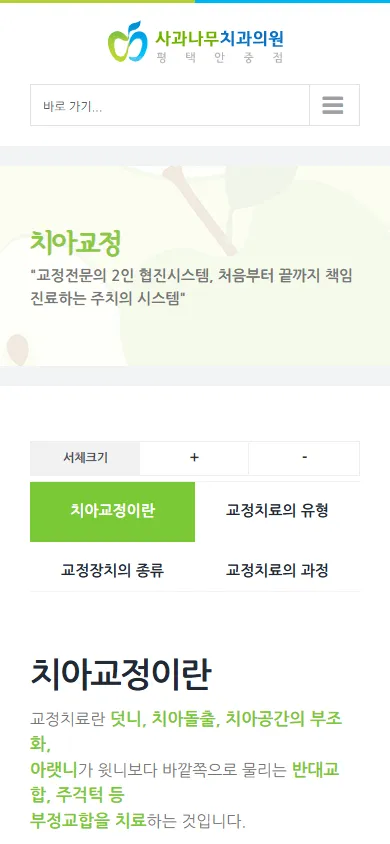 사과나무치과의원
평택안중점
바로 가기...
치아교정
"교정전문의 2인 협진시스템, 처음부터 끝까지 책임
진료하는 주치의 시스템"
서체크기 + -
치아교정이란 교정치료의 유형
교정장치의 종류 교정치료의 과정
치아교정이란
교정치료란 덧니, 치아돌출, 치아공간의 부조
화,
아랫니가 윗니보다 바깥쪽으로 물리는 반대교
합, 주걱턱 등
부정교합을 치료하는 것입니다.